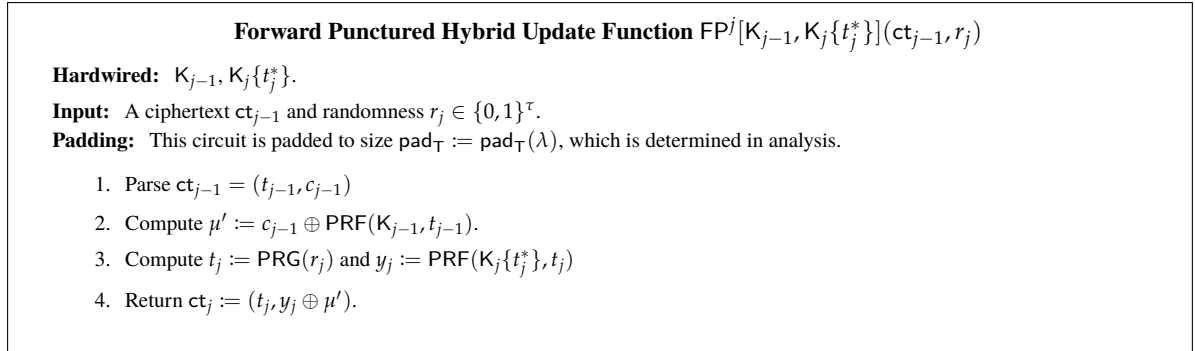 Forward Punctured Hybrid Update Function FP^j[K_{j−1}, K_j{t_j^*}](ct_{j−1}, r_j)
Hardwired: K_{j−1}, K_j{t_j^*}.
Input: A ciphertext ct_{j−1} and randomness r_j ∈ {0,1}^τ.
Padding: This circuit is padded to size pad_T := pad_T(λ), which is determined in analysis.
1. Parse ct_{j−1} = (t_{j−1}, c_{j−1})
2. Compute μ′ := c_{j−1} ⊕ PRF(K_{j−1}, t_{j−1}).
3. Compute t_j := PRG(r_j) and y_j := PRF(K_j{t_j^*}, t_j)
4. Return ct_j := (t_j, y_j ⊕ μ′).